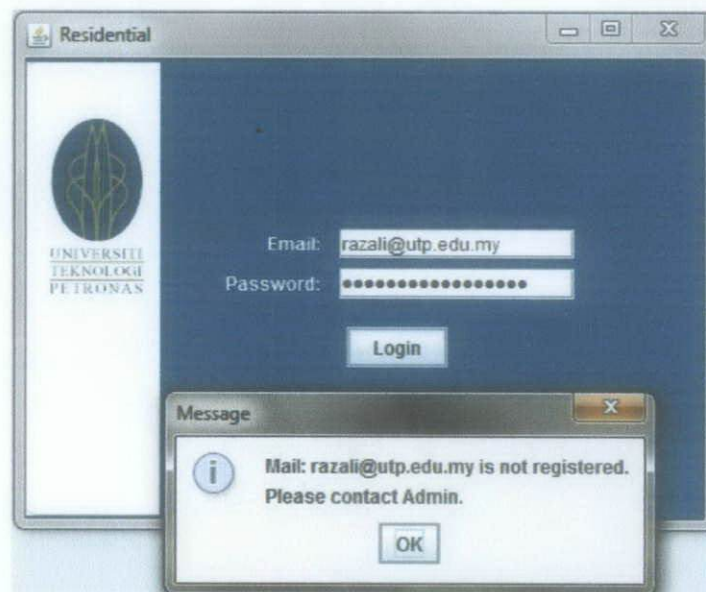 Residential
UNIVERSITI
TEKNOLOGI
PETRONAS
Email: razali@utp.edu.my
Password: •••••••••••••••••
Login
Message
Mail: razali@utp.edu.my is not registered.
Please contact Admin.
OK